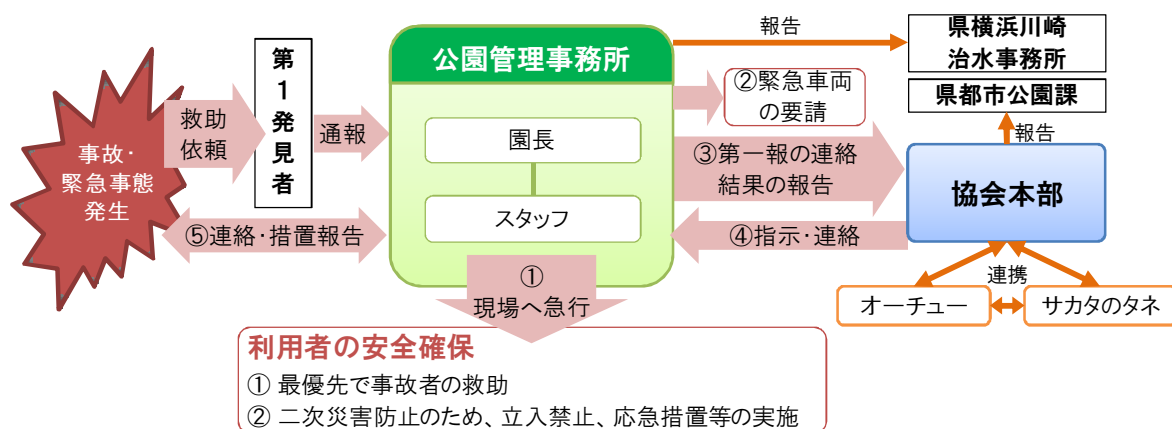 事故・
緊急事態
発生
救助
依頼
第
1
発
見
者
通報
公園管理事務所
園長
スタッフ
報告
県横浜川崎
治水事務所
県都市公園課
②緊急車両
の要請
③第一報の連絡
結果の報告
報告
協会本部
④指示・連絡
⑤連絡・措置報告
連携
オーチュー
サカタのタネ
①
現場へ急行
利用者の安全確保
① 最優先で事故者の救助
② 二次災害防止のため、立入禁止、応急措置等の実施